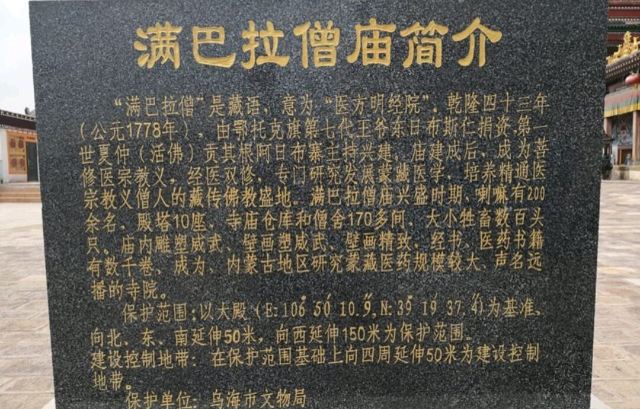 满巴拉僧庙简介
“满巴拉僧”是藏语，意为“医方明经院”，乾隆四十三年
（公元1778年），由鄂托克旗第七代王爷东日布斯仁捐资，第一
世夏仲（活佛）贡其根阿日布寨主持兴建，庙建成后，成为善
修医宗教义，经医双修，专门研究发展蒙藏医学，培养精通医
宗教义僧人的藏传佛教盛地。满巴拉僧庙兴盛时期，喇嘛有200
余名，殿塔10座，寺庙仓库和僧舍170多间，大小牲畜数百头
只。庙内雕塑威武、壁画塑威武、壁画精致，经书、医药书籍
有数千卷，成为，内蒙古地区研究蒙藏医药规模较大、声名远
播的寺院。
保护范围：以大殿（E:106°50′10.9″,N:39°19′37.4″)为基准，
向北、东、南延伸50米，向西延伸150米为保护范围。
建设控制地带：在保护范围基础上向四周延伸50米为建设控制
地带。
保护单位：乌海市文物局